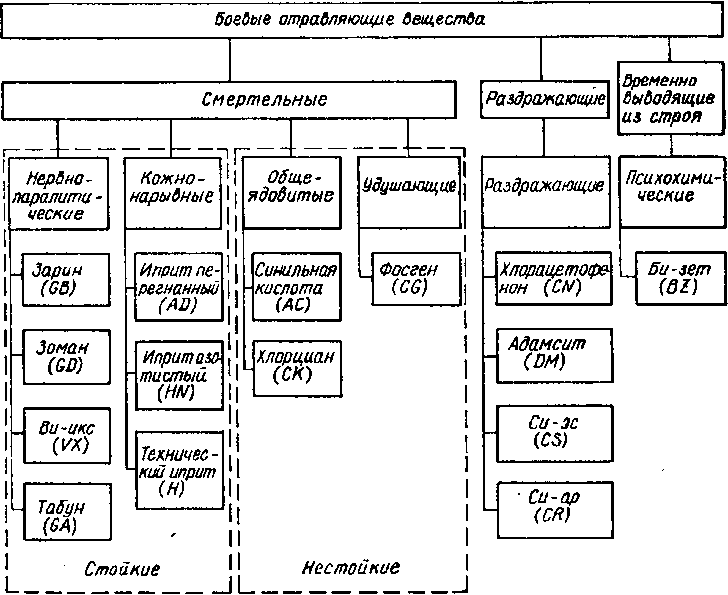 Боевые отравляющие вещества
Смертельные
Раздражающие
Временно
выводящие
из строя
Нервно-
паралити-
ческие
Кожно-
нарывные
Обще-
ядовитые
Удушающие
Раздражающие
Психохими-
ческие
Зарин
(GB)
Зоман
(GD)
Ви-икс
(VX)
Табун
(GA)
Иприт пе-
регнанный
(AD)
Иприт азо-
тистый
(HN)
Техничес-
кий иприт
(H)
Синильная
кислота
(AC)
Хлорциан
(CK)
Фосген
(CG)
Хлорацетофе-
нон (CN)
Адамсит
(DM)
Си-эс
(CS)
Си-ар
(CR)
Би-зет
(BZ)
Стойкие
Нестойкие